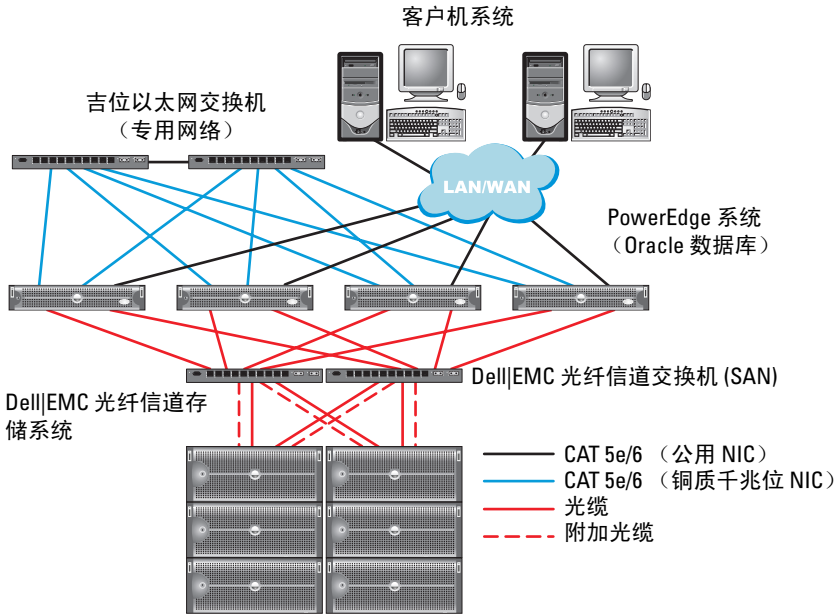 客户机系统
吉位以太网交换机
（专用网络）
LAN/WAN
PowerEdge 系统
（Oracle 数据库）
Dell|EMC 光纤信道交换机 (SAN)
Dell|EMC 光纤信道存
储系统
CAT 5e/6 （公用 NIC）
CAT 5e/6 （铜质千兆位 NIC）
光缆
附加光缆